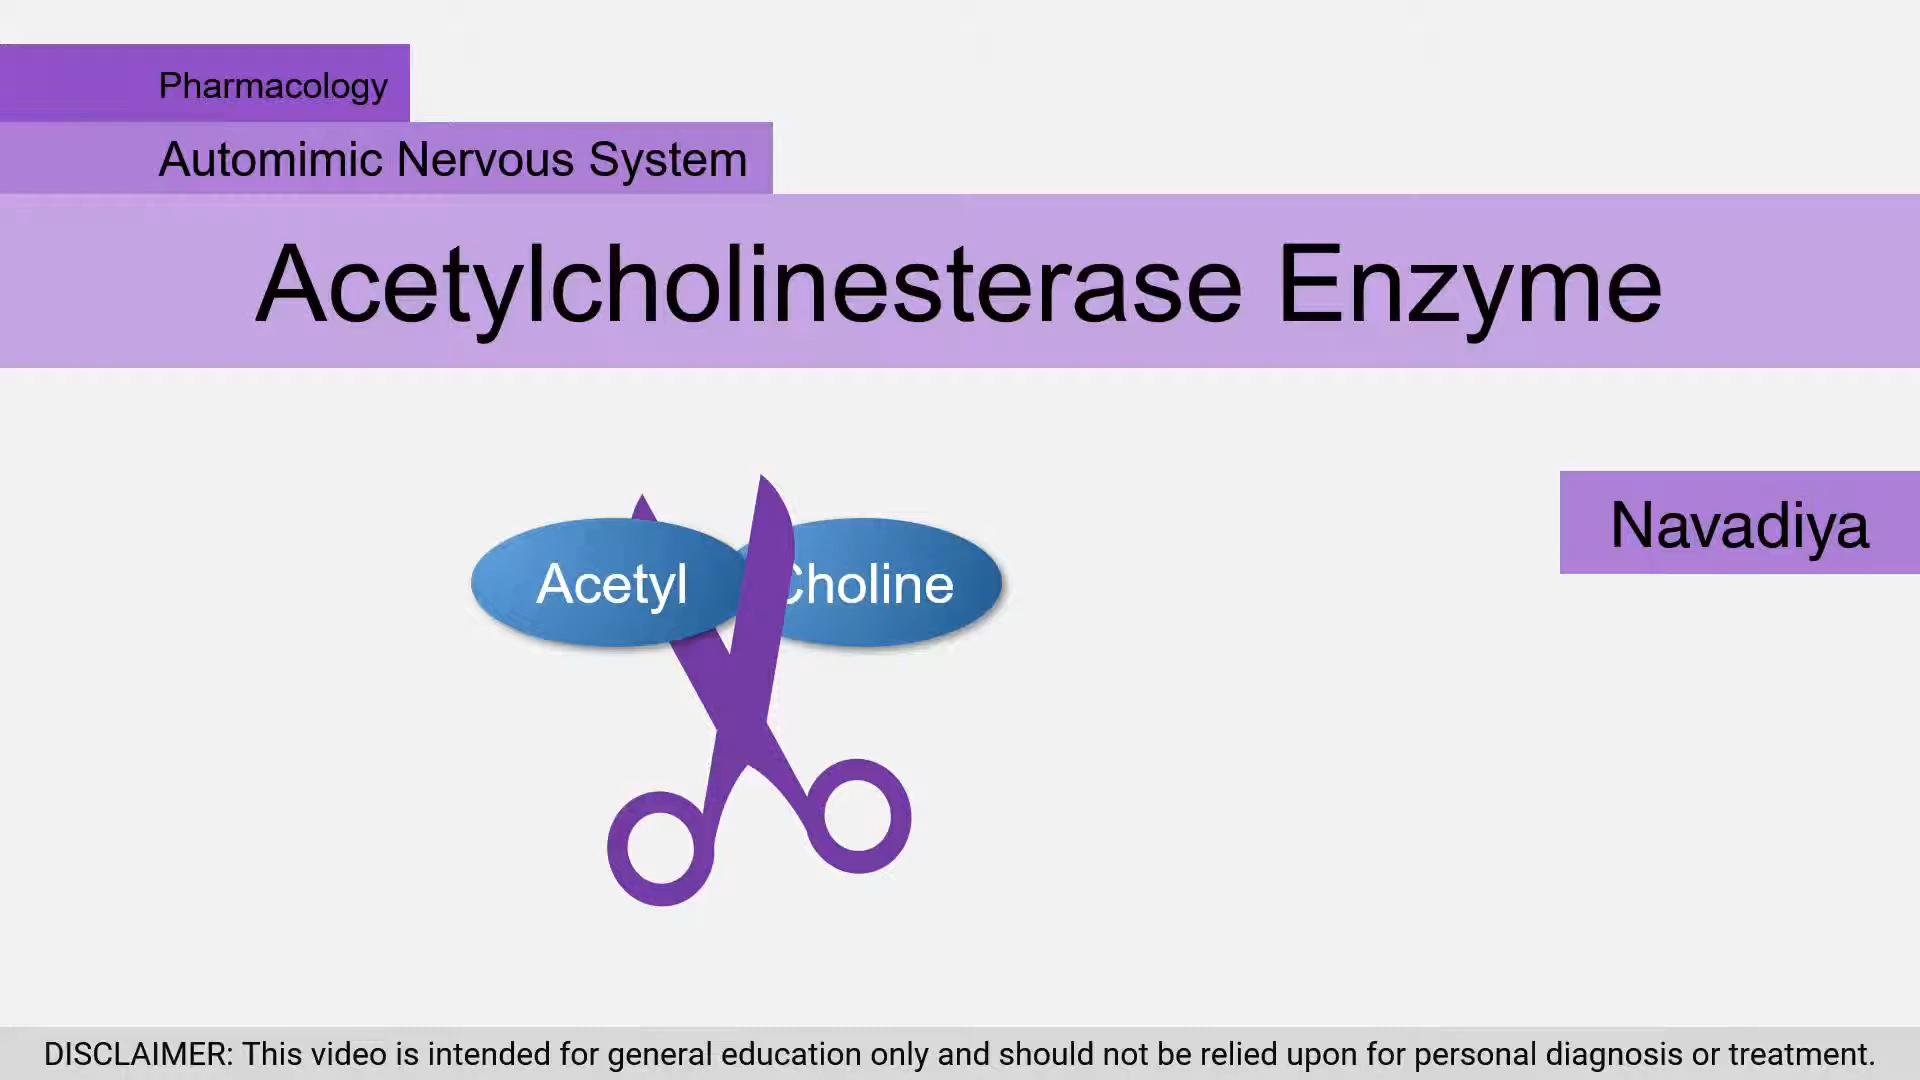 Pharmacology
Automimic Nervous System
Acetylcholinesterase Enzyme
Acetyl
Choline
Navadiya
DISCLAIMER: This video is intended for general education only and should not be relied upon for personal diagnosis or treatment.